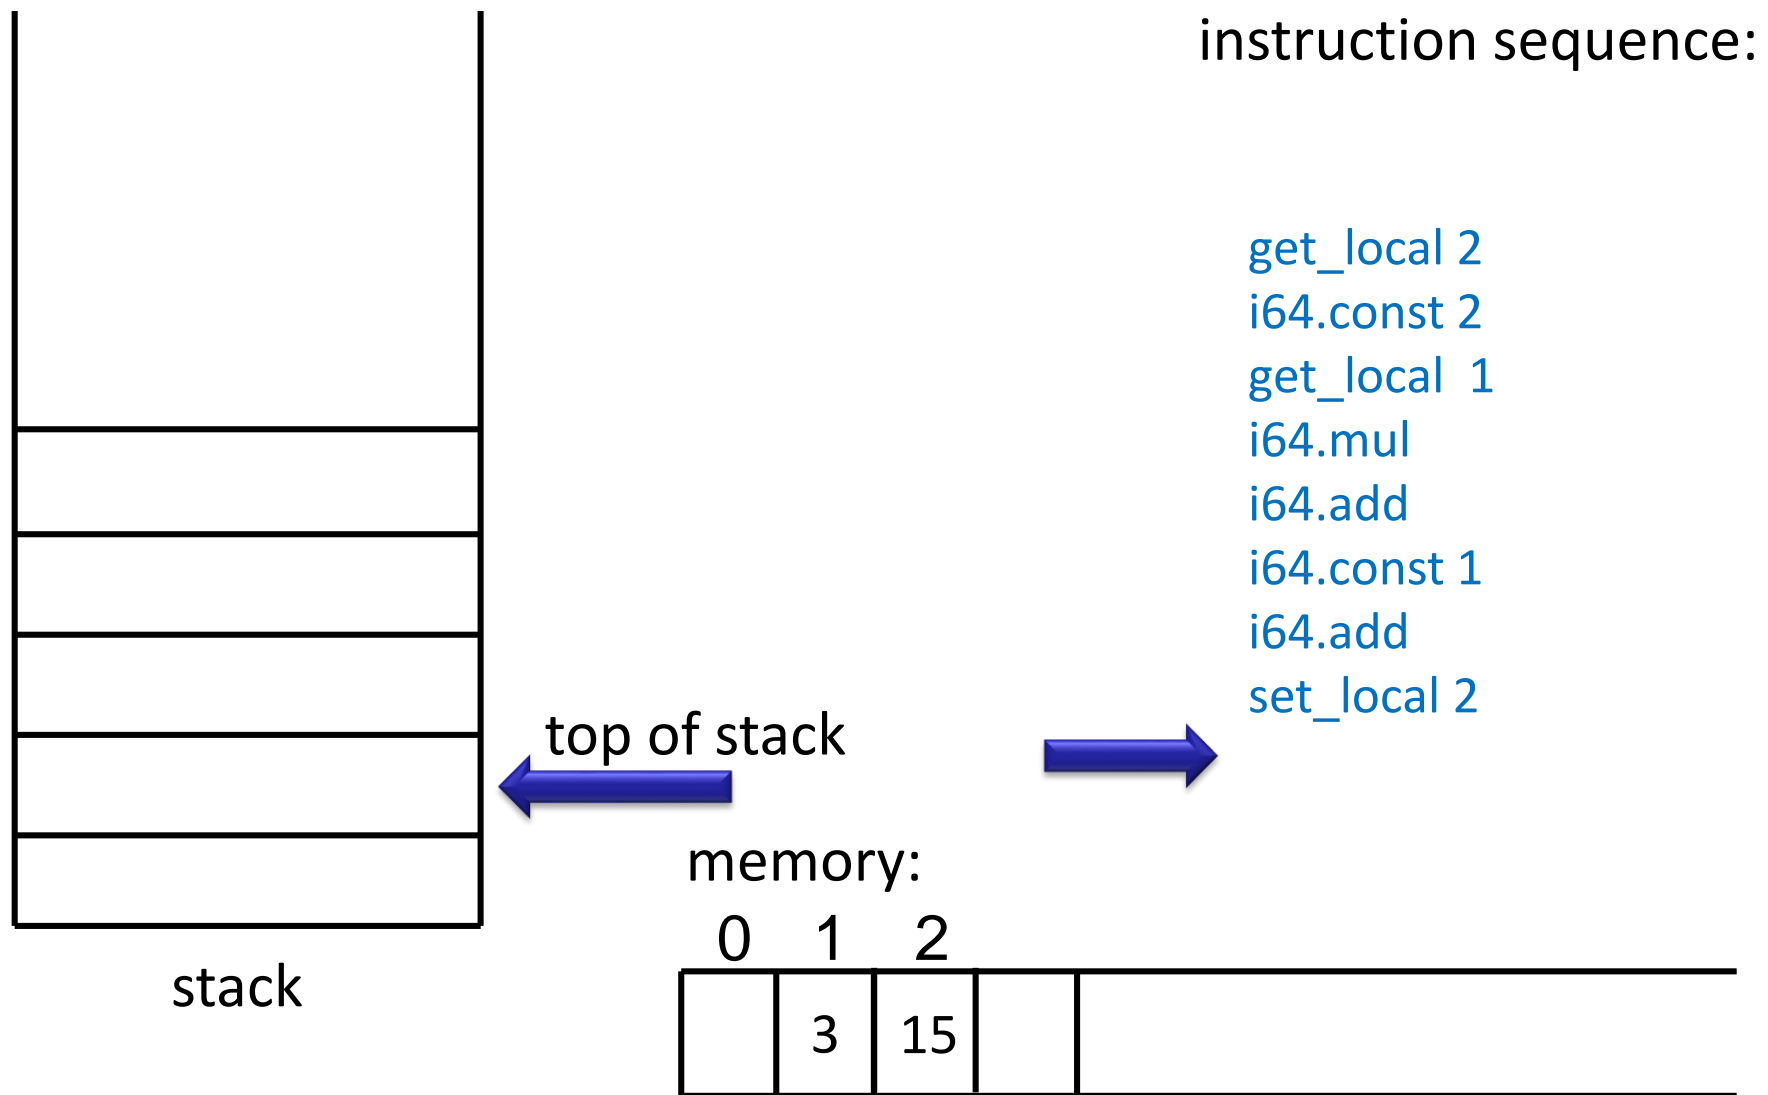 instruction sequence:
get_local 2
i64.const 2
get_local 1
i64.mul
i64.add
i64.const 1
i64.add
set_local 2
top of stack
memory:
0 1 2
3 15
stack